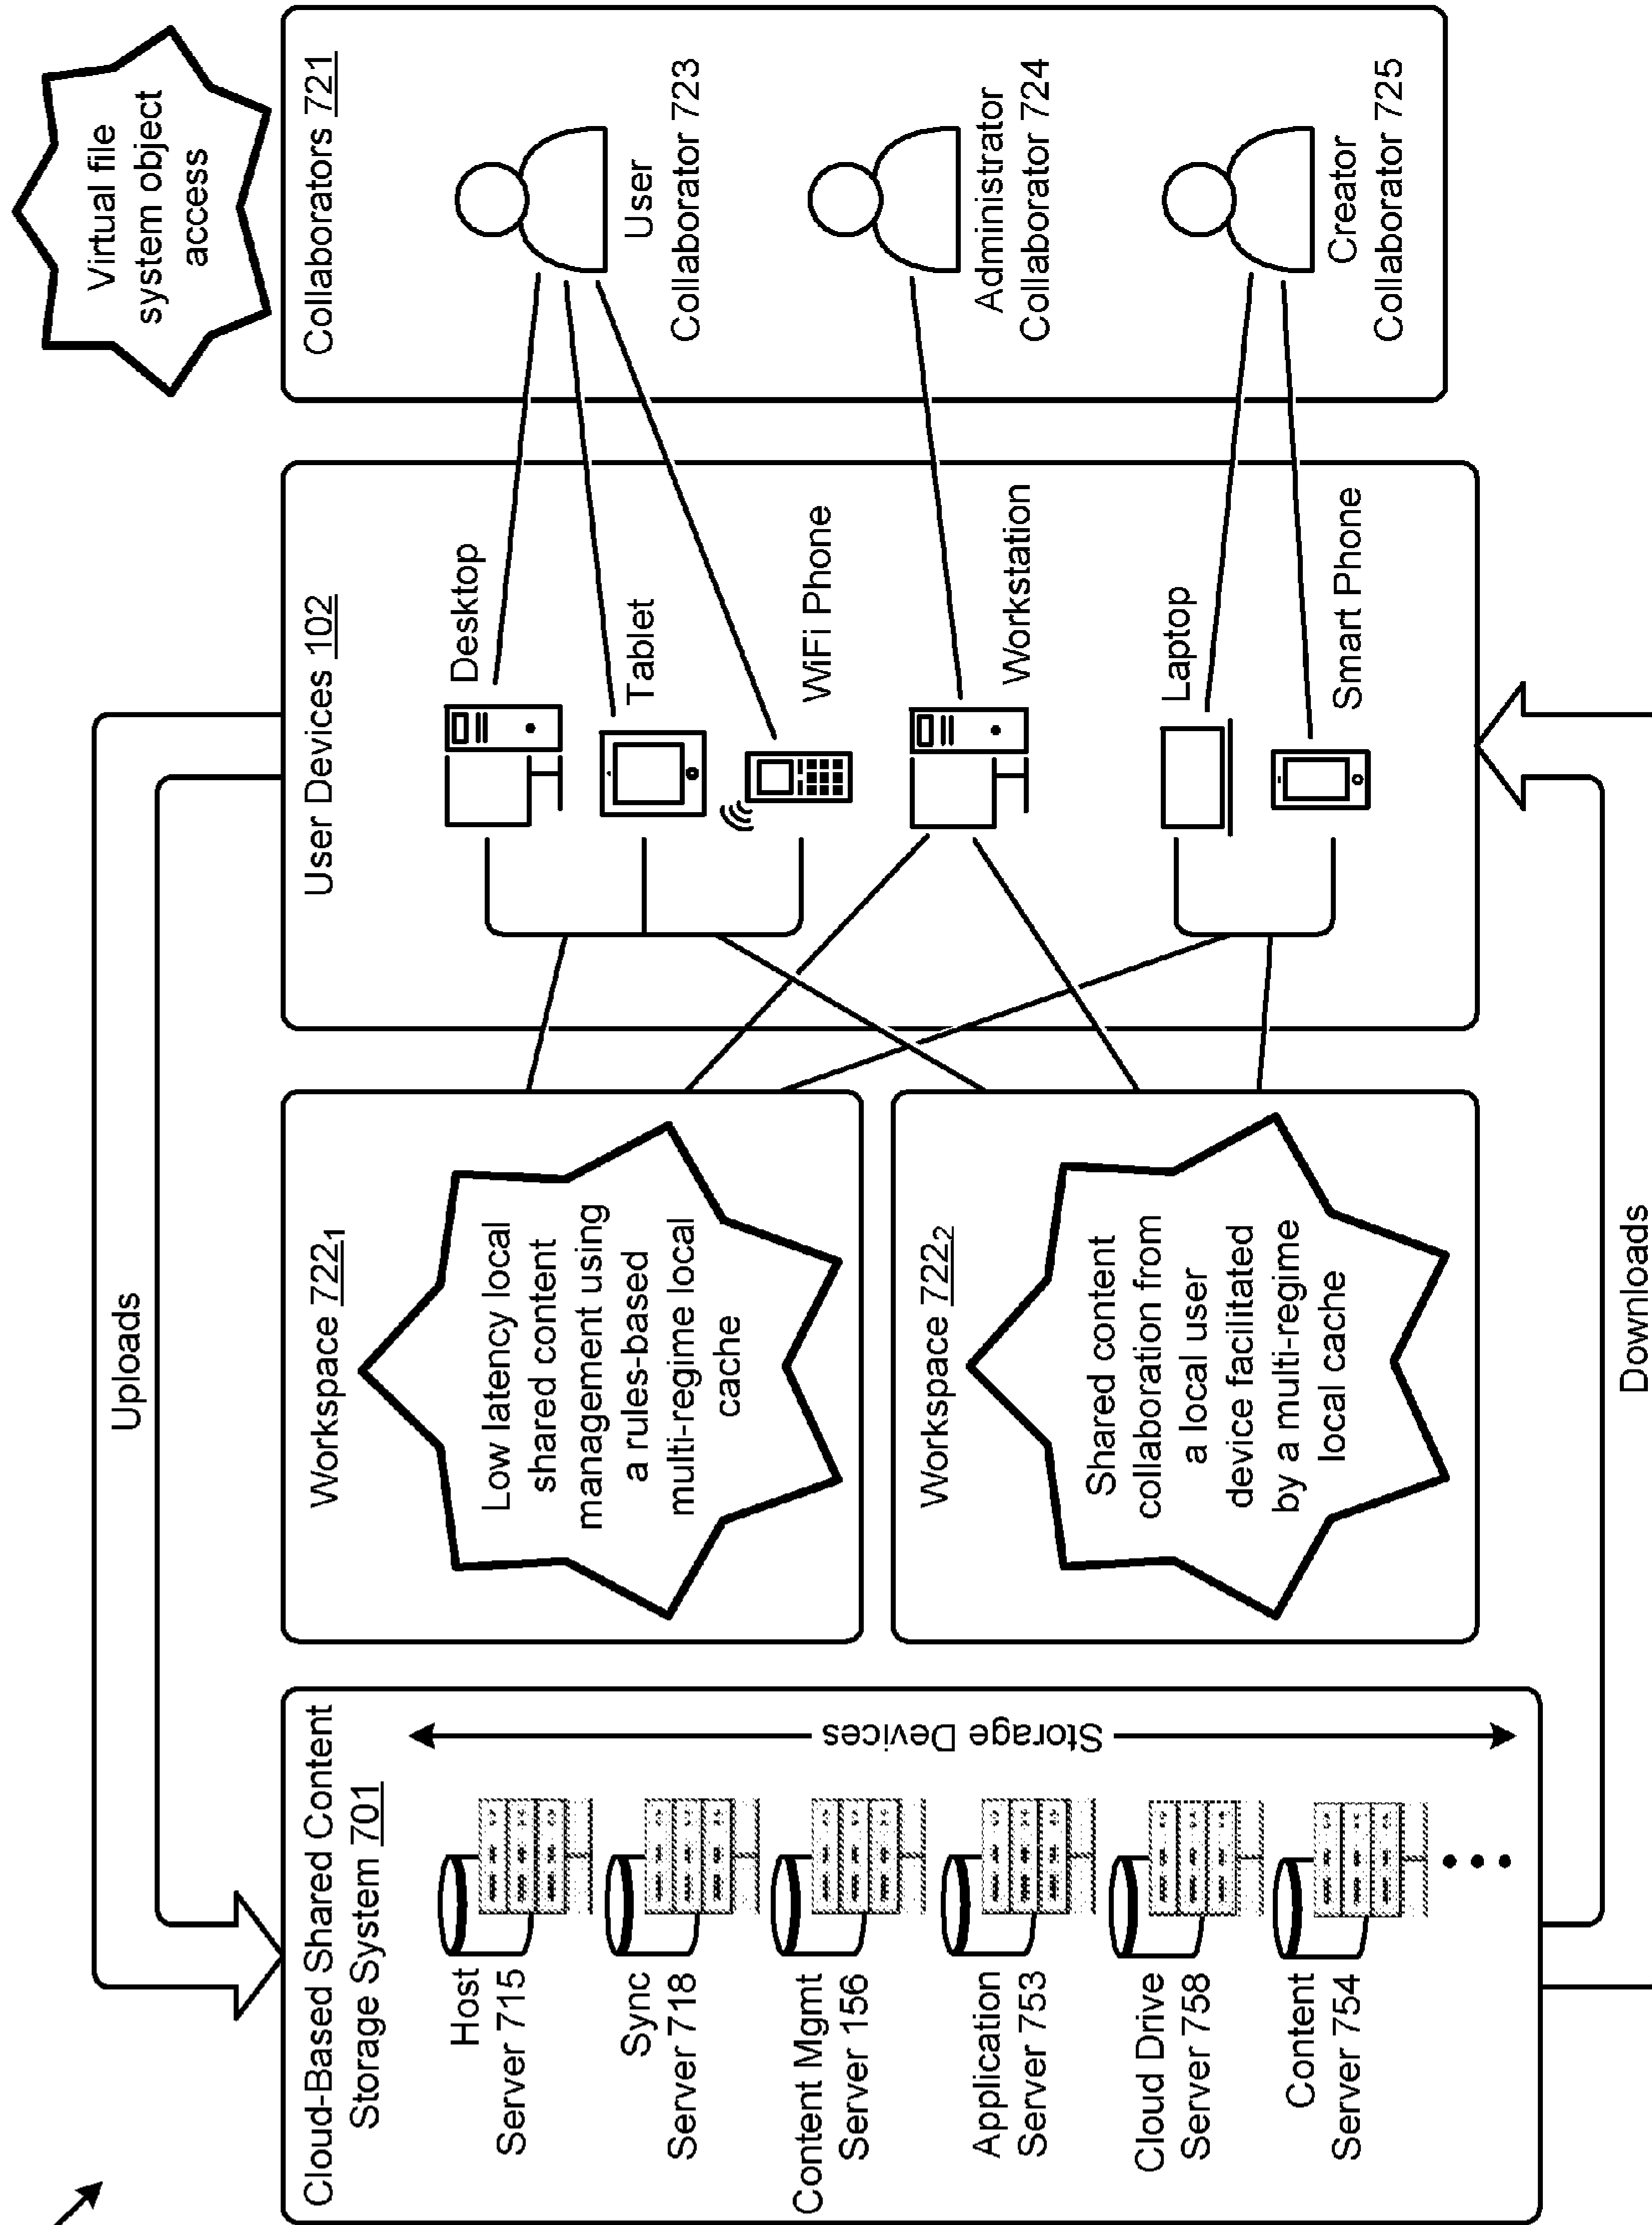 Uploads
Virtual file
system object
access
Cloud-Based Shared Content
Storage System 701
Host
Server 715
Sync
Server 718
Content Mgmt
Server 156
Application
Server 753
Cloud Drive
Server 758
Content
Server 754
Storage Devices
Workspace 722₁
Low latency local
shared content
management using
a rules-based
multi-regime local
cache
Workspace 722₂
Shared content
collaboration from
a local user
device facilitated
by a multi-regime
local cache
User Devices 102
Desktop
Tablet
WiFi Phone
Workstation
Laptop
Smart Phone
Collaborators 721
User
Collaborator 723
Administrator
Collaborator 724
Creator
Collaborator 725
Downloads